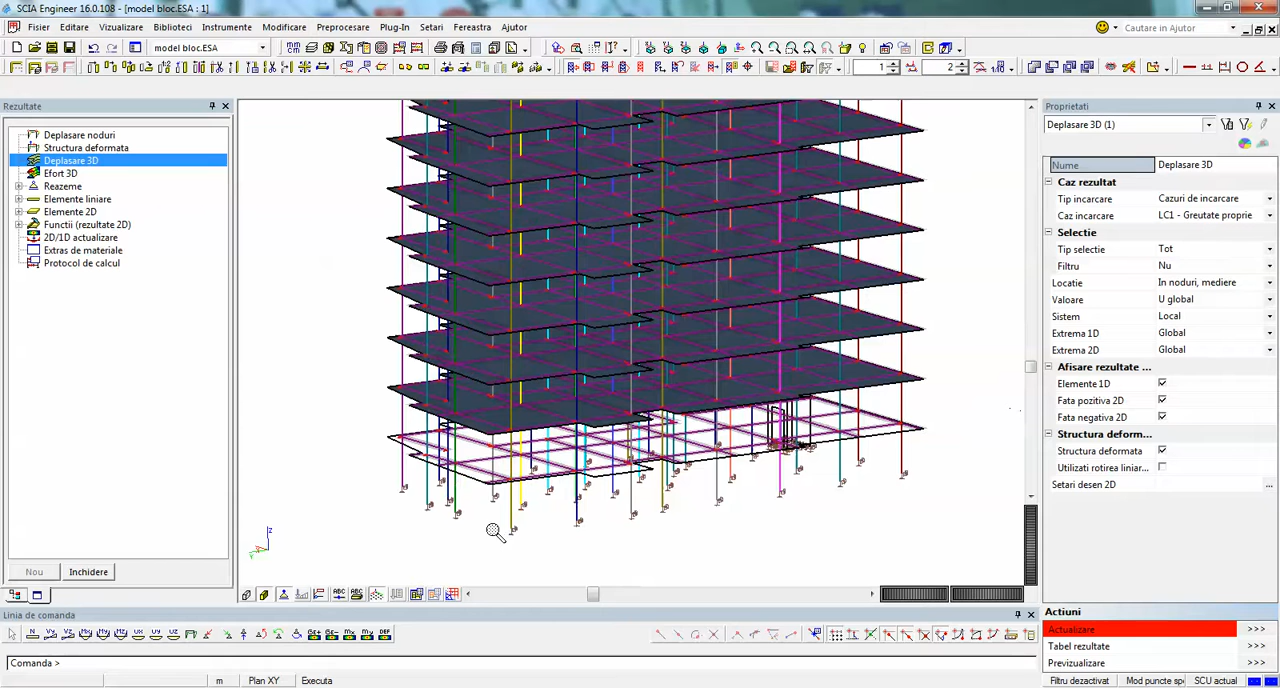 SCIA Engineer 16.0.108 - [model bloc.ESA : 1]
Fisier Editare Vizualizare Biblioteci Instrumente Modificare Preprocesare Plug-In Setari Fereastra Ajutor
Cautare in Ajutor
model bloc.ESA
1 2
Rezultate
Deplasare noduri
Structura deformata
Deplasare 3D
Efort 3D
Reazeme
Elemente liniare
Elemente 2D
Functii (rezultate 2D)
2D/1D actualizare
Extras de materiale
Protocol de calcul
Nou
Inchidere
Proprietati
Deplasare 3D (1)
Nume Deplasare 3D
Caz rezultat
Tip incarcare Cazuri de incarcare
Caz incarcare LC1 - Greutate proprie
Selectie
Tip selectie Tot
Filtru Nu
Locatie In noduri, mediere
Valoare U global
Sistem Local
Extrema 1D Global
Extrema 2D Global
Afisare rezultate ...
Elemente 1D
Fata pozitiva 2D
Fata negativa 2D
Structura deform...
Structura deformata
Utilizati rotirea liniar...
Setari desen 2D ...
Actiuni
Actualizare >>>
Tabel rezultate >>>
Previzualizare >>>
Linia de comanda
Comanda >
m Plan XY Executa
Filtru dezactivat Mod puncte sp SCU actual